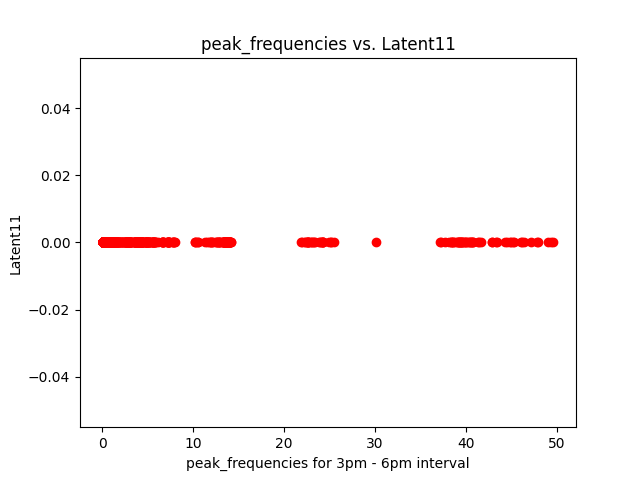 peak_frequencies vs. Latent11
0.04
0.02
0.00
−0.02
−0.04
Latent11
0 10 20 30 40 50
peak_frequencies for 3pm - 6pm interval